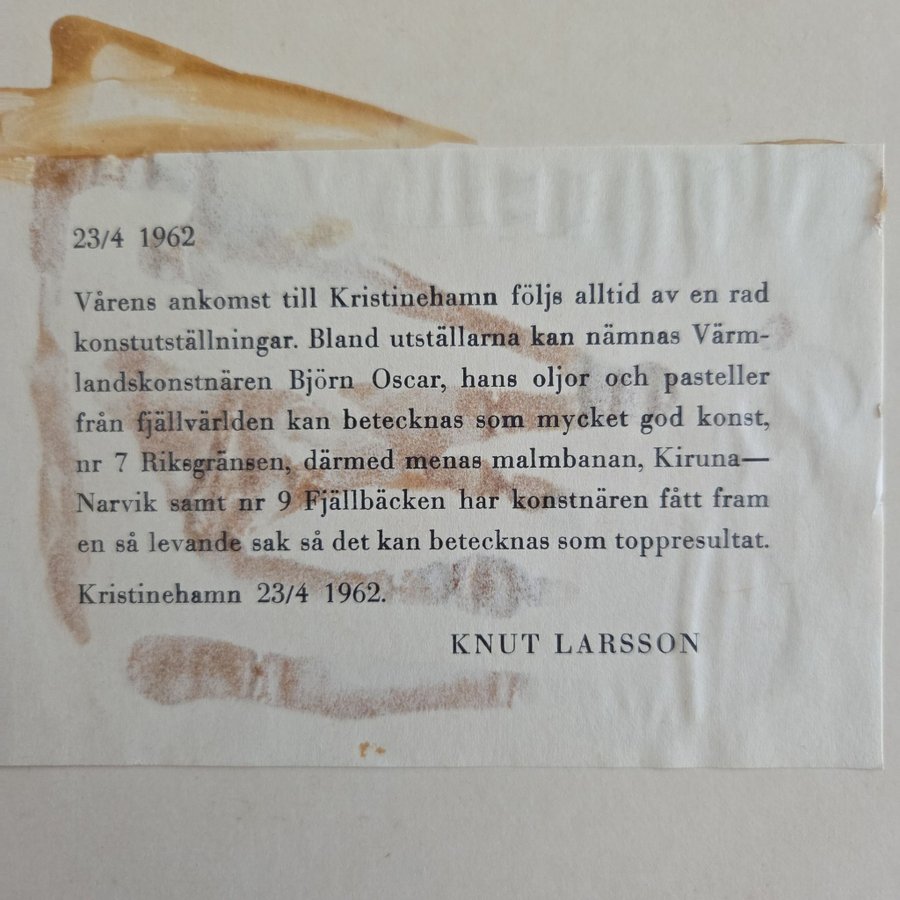 23/4 1962
Vårens ankomst till Kristinehamn följs alltid av en rad
konstutställningar. Bland utställarna kan nämnas Värm-
landskonstnären Björn Oscar, hans oljor och pasteller
från fjällvärlden kan betecknas som mycket god konst,
nr 7 Riksgränsen, därmed menas malmbanan, Kiruna—
Narvik samt nr 9 Fjällbäcken har konstnären fått fram
en så levande sak så det kan betecknas som toppresultat.
Kristinehamn 23/4 1962.
KNUT LARSSON